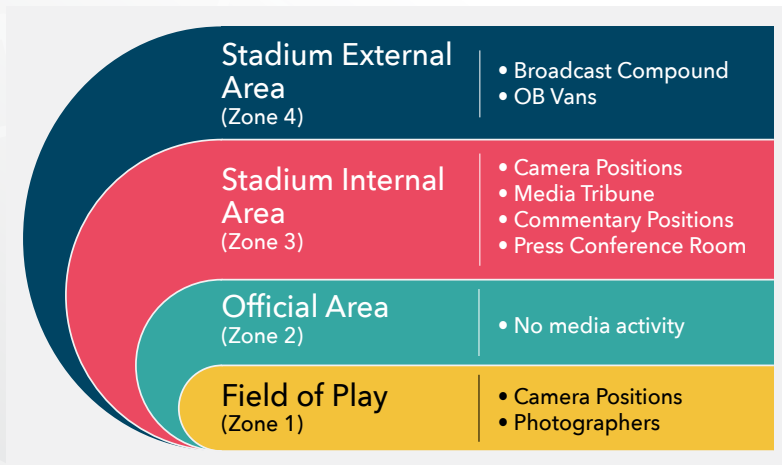 Stadium External
Area
(Zone 4)
• Broadcast Compound
• OB Vans
Stadium Internal
Area
(Zone 3)
• Camera Positions
• Media Tribune
• Commentary Positions
• Press Conference Room
Official Area
(Zone 2)
• No media activity
Field of Play
(Zone 1)
• Camera Positions
• Photographers